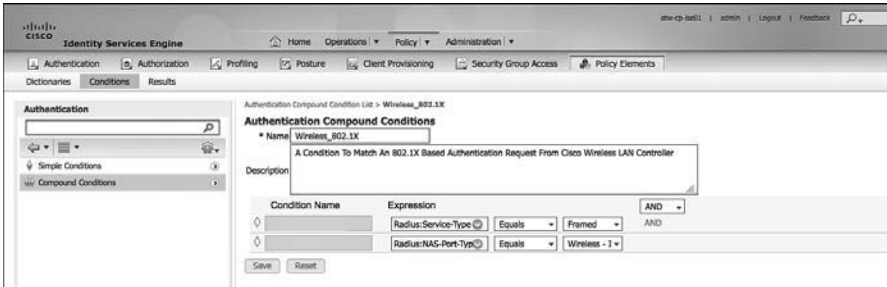 atw-cp-ise01 | admin | Logout | Feedback
CISCO Identity Services Engine
Home Operations Policy Administration
Authentication Authorization Profiling Posture Client Provisioning Security Group Access Policy Elements
Dictionaries Conditions Results
Authentication
Simple Conditions
Compound Conditions
Authentication Compound Condition List > Wireless_802.1X
Authentication Compound Conditions
* Name Wireless_802.1X
Description A Condition To Match An 802.1X Based Authentication Request From Cisco Wireless LAN Controller
Condition Name Expression AND
Radius:Service-Type Equals Framed AND
Radius:NAS-Port-Typ Equals Wireless - I
Save Reset